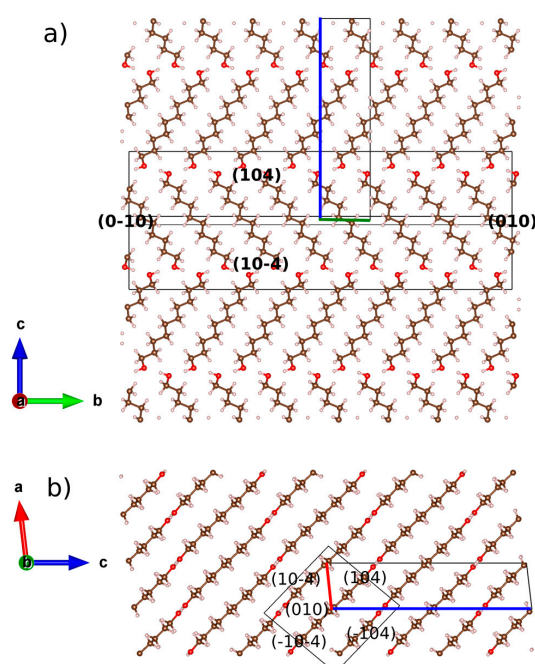 a)
(104)
(0-10)
(010)
(10-4)
c
a
b
b)
a
b
c
(10-4)
(104)
(010)
(-10-4)
(-104)